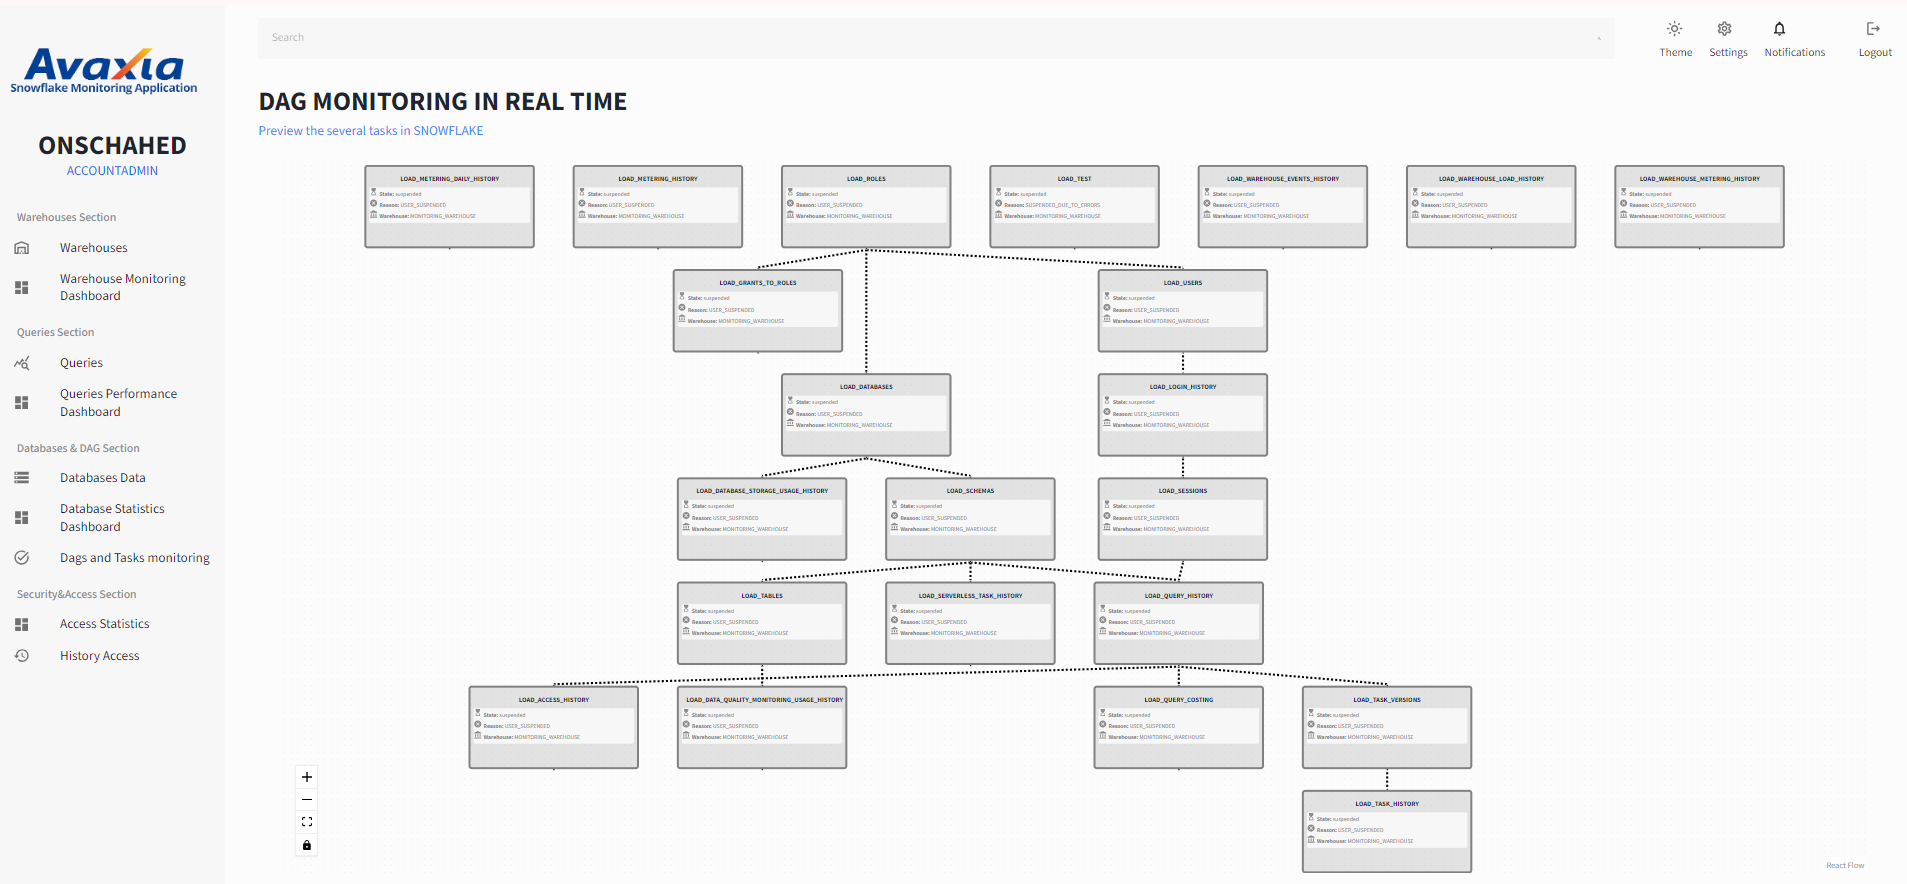 Avaxia
Snowflake Monitoring Application
ONSCHAHED
ACCOUNTADMIN
Warehouses Section
Warehouses
Warehouse Monitoring
Dashboard
Queries Section
Queries
Queries Performance
Dashboard
Databases & DAG Section
Databases Data
Database Statistics
Dashboard
Dags and Tasks monitoring
Security&Access Section
Access Statistics
History Access
Search
Theme
Settings
Notifications
Logout
DAG MONITORING IN REAL TIME
Preview the several tasks in SNOWFLAKE
LOAD_METERING_DAILY_HISTORY
State: suspended
Reason: USER_SUSPENDED
Warehouse: MONITORING_WAREHOUSE
LOAD_METERING_HISTORY
State: suspended
Reason: USER_SUSPENDED
Warehouse: MONITORING_WAREHOUSE
LOAD_ROLES
State: suspended
Reason: USER_SUSPENDED
Warehouse: MONITORING_WAREHOUSE
LOAD_TEST
State: suspended
Reason: SUSPENDED_DUE_TO_ERRORS
Warehouse: MONITORING_WAREHOUSE
LOAD_WAREHOUSE_EVENTS_HISTORY
State: suspended
Reason: USER_SUSPENDED
Warehouse: MONITORING_WAREHOUSE
LOAD_WAREHOUSE_LOAD_HISTORY
State: suspended
Reason: USER_SUSPENDED
Warehouse: MONITORING_WAREHOUSE
LOAD_WAREHOUSE_METERING_HISTORY
State: suspended
Reason: USER_SUSPENDED
Warehouse: MONITORING_WAREHOUSE
LOAD_GRANTS_TO_ROLES
State: suspended
Reason: USER_SUSPENDED
Warehouse: MONITORING_WAREHOUSE
LOAD_USERS
State: suspended
Reason: USER_SUSPENDED
Warehouse: MONITORING_WAREHOUSE
LOAD_DATABASES
State: suspended
Reason: USER_SUSPENDED
Warehouse: MONITORING_WAREHOUSE
LOAD_LOGIN_HISTORY
State: suspended
Reason: USER_SUSPENDED
Warehouse: MONITORING_WAREHOUSE
LOAD_DATABASE_STORAGE_USAGE_HISTORY
State: suspended
Reason: USER_SUSPENDED
Warehouse: MONITORING_WAREHOUSE
LOAD_SCHEMAS
State: suspended
Reason: USER_SUSPENDED
Warehouse: MONITORING_WAREHOUSE
LOAD_SESSIONS
State: suspended
Reason: USER_SUSPENDED
Warehouse: MONITORING_WAREHOUSE
LOAD_TABLES
State: suspended
Reason: USER_SUSPENDED
Warehouse: MONITORING_WAREHOUSE
LOAD_SERVERLESS_TASK_HISTORY
State: suspended
Reason: USER_SUSPENDED
Warehouse: MONITORING_WAREHOUSE
LOAD_QUERY_HISTORY
State: suspended
Reason: USER_SUSPENDED
Warehouse: MONITORING_WAREHOUSE
LOAD_ACCESS_HISTORY
State: suspended
Reason: USER_SUSPENDED
Warehouse: MONITORING_WAREHOUSE
LOAD_DATA_QUALITY_MONITORING_USAGE_HISTORY
State: suspended
Reason: USER_SUSPENDED
Warehouse: MONITORING_WAREHOUSE
LOAD_QUERY_COSTING
State: suspended
Reason: USER_SUSPENDED
Warehouse: MONITORING_WAREHOUSE
LOAD_TASK_VERSIONS
State: suspended
Reason: USER_SUSPENDED
Warehouse: MONITORING_WAREHOUSE
LOAD_TASK_HISTORY
State: suspended
Reason: USER_SUSPENDED
Warehouse: MONITORING_WAREHOUSE
React Flow